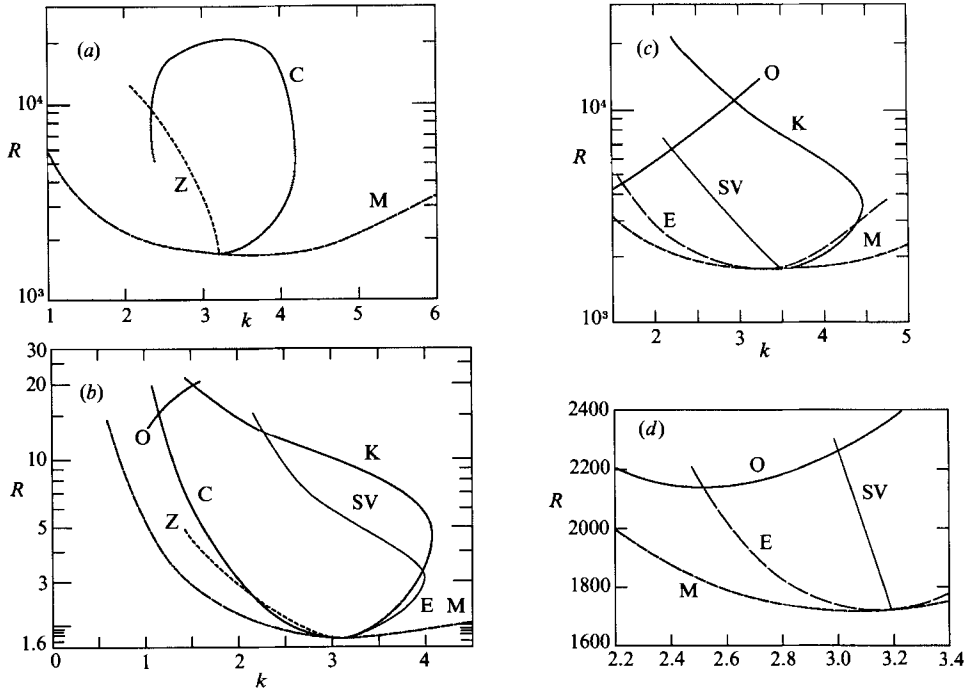 (a)
C
10⁴
R
Z
M
10³
1 2 3 4 5 6
k
(c)
O
10⁴
K
R
SV
E
M
10³
2 3 4 5
k
30
(b)
20
O
10
K
R
SV
C
5
Z
3
E M
1.6
0 1 2 3 4
k
2400
(d)
O
2200
SV
R
2000
E
1800
M
1600
2.2 2.4 2.6 2.8 3.0 3.2 3.4